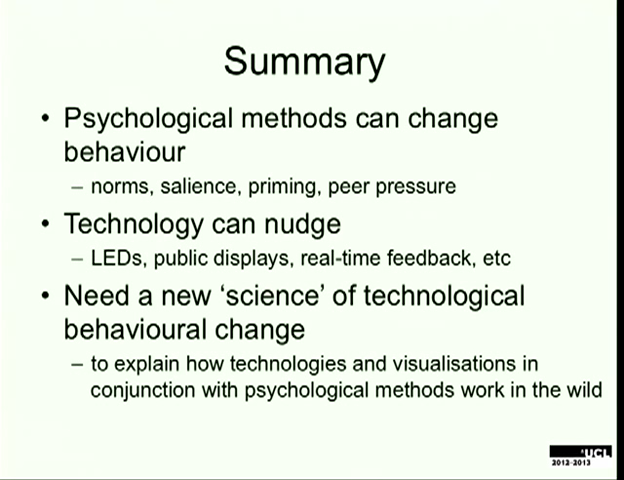 Summary
• Psychological methods can change
behaviour
– norms, salience, priming, peer pressure
• Technology can nudge
– LEDs, public displays, real-time feedback, etc
• Need a new ‘science’ of technological
behavioural change
– to explain how technologies and visualisations in
conjunction with psychological methods work in the wild
UCL
2012-2013